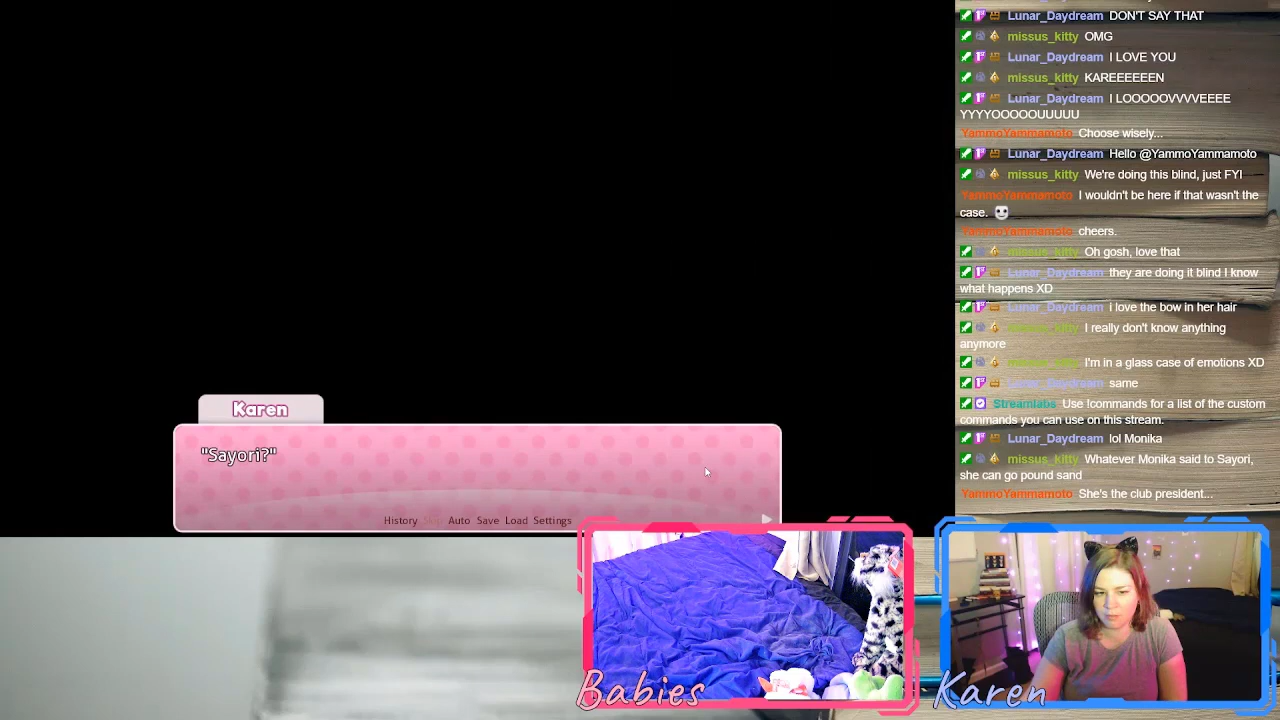 Lunar_Daydream DON'T SAY THAT
missus_kitty OMG
Lunar_Daydream I LOVE YOU
missus_kitty KAREEEEEEN
Lunar_Daydream I LOOOOOVVVVEEEE
YYYYOOOOOUUUUU
YammoYammamoto Choose wisely...
Lunar_Daydream Hello @YammoYammamoto
missus_kitty We're doing this blind, just FYI
YammoYammamoto I wouldn't be here if that wasn't the
case.
YammoYammamoto cheers.
missus_kitty Oh gosh, love that
Lunar_Daydream they are doing it blind I know
what happens XD
Lunar_Daydream i love the bow in her hair
missus_kitty I really don't know anything
anymore
missus_kitty I'm in a glass case of emotions XD
Lunar_Daydream same
Streamlabs Use !commands for a list of the custom
commands you can use on this stream.
Lunar_Daydream lol Monika
missus_kitty Whatever Monika said to Sayori,
she can go pound sand
YammoYammamoto She's the club president...
Karen
"Sayori?"
History Skip Auto Save Load Settings
Babies
Karen